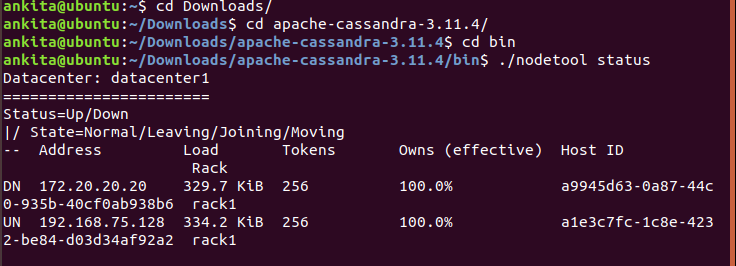 ankita@ubuntu:~$ cd Downloads/
ankita@ubuntu:~/Downloads$ cd apache-cassandra-3.11.4/
ankita@ubuntu:~/Downloads/apache-cassandra-3.11.4$ cd bin
ankita@ubuntu:~/Downloads/apache-cassandra-3.11.4/bin$ ./nodetool status
Datacenter: datacenter1
=======================
Status=Up/Down
|/ State=Normal/Leaving/Joining/Moving
--  Address          Load       Tokens       Owns (effective)  Host ID
                       Rack
DN  172.20.20.20     329.7 KiB  256          100.0%            a9945d63-0a87-44c
0-935b-40cf0ab938b6  rack1
UN  192.168.75.128   334.2 KiB  256          100.0%            a1e3c7fc-1c8e-423
2-be84-d03d34af92a2  rack1